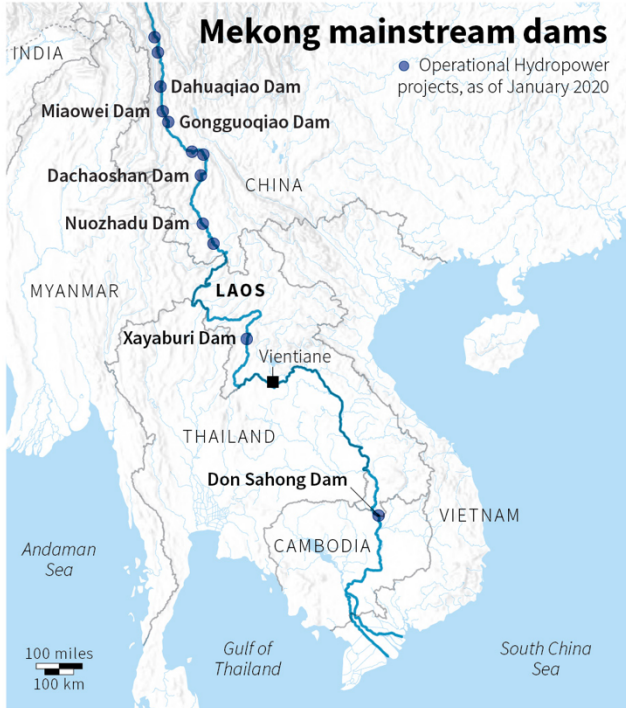 Mekong mainstream dams
Operational Hydropower
projects, as of January 2020
INDIA
Dahuaqiao Dam
Miaowei Dam
Gongguoqiao Dam
Dachaoshan Dam
CHINA
Nuozhadu Dam
MYANMAR
LAOS
Xayaburi Dam
Vientiane
THAILAND
Don Sahong Dam
VIETNAM
CAMBODIA
Andaman
Sea
Gulf of
Thailand
South China
Sea
100 miles
100 km